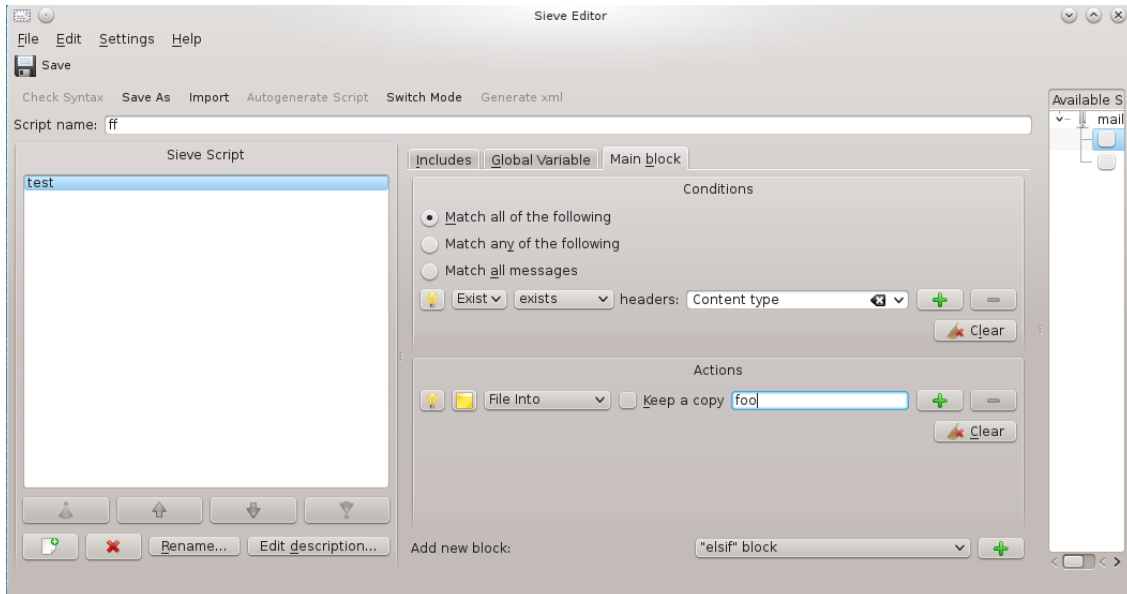 Sieve Editor
File Edit Settings Help
Save
Check Syntax Save As Import Autogenerate Script Switch Mode Generate xml
Script name: ff
Sieve Script
test
Rename... Edit description...
Includes Global Variable Main block
Conditions
Match all of the following
Match any of the following
Match all messages
Exist exists headers: Content type
Clear
Actions
File Into Keep a copy foo
Clear
Add new block: "elsif" block
Available S
mail